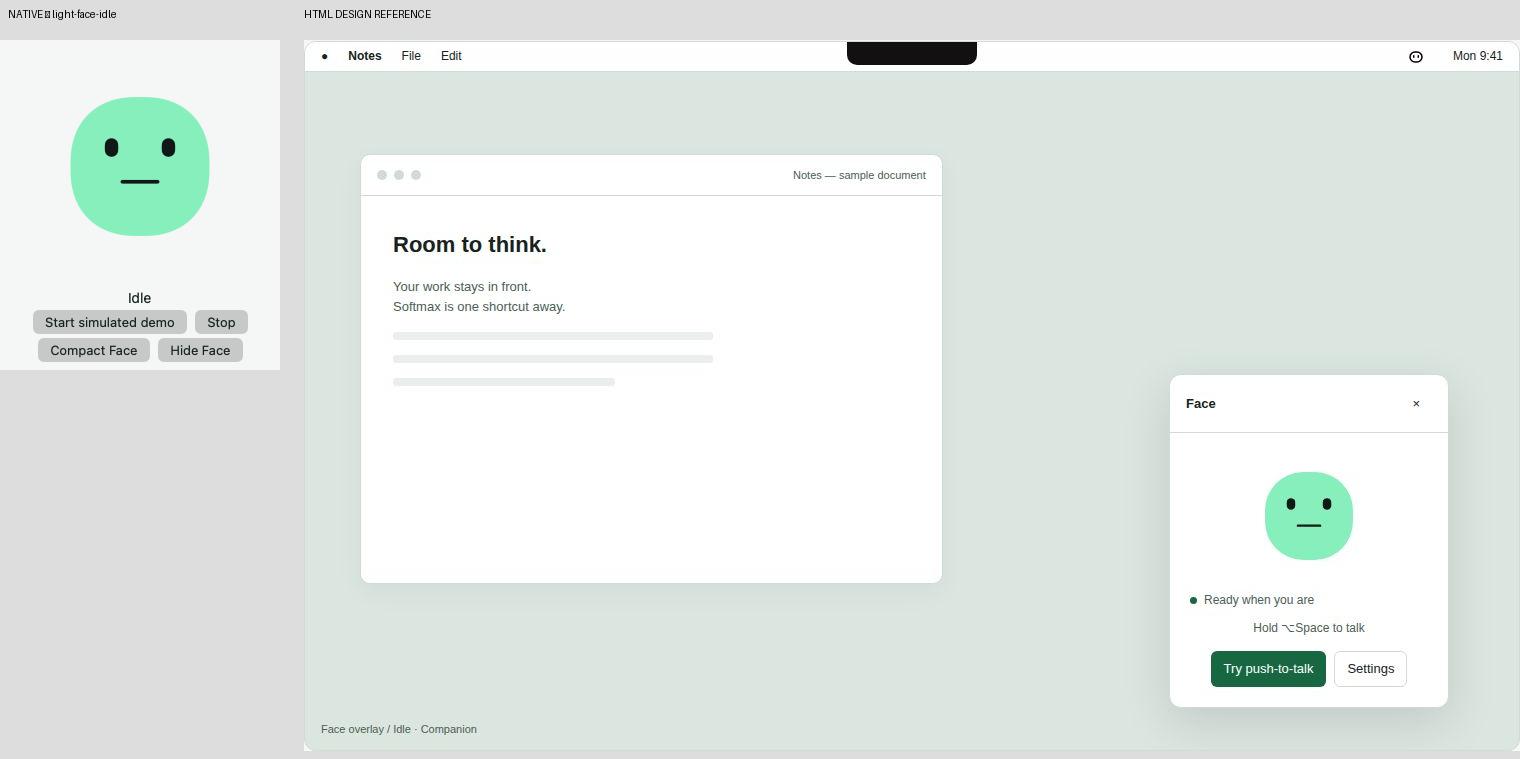 NATIVE light-face-idle
HTML DESIGN REFERENCE
Notes File Edit
Mon 9:41
Idle
Start simulated demo
Stop
Compact Face
Hide Face
Notes — sample document
Room to think.
Your work stays in front.
Softmax is one shortcut away.
Face
×
Ready when you are
Hold ⌥Space to talk
Try push-to-talk
Settings
Face overlay / Idle · Companion